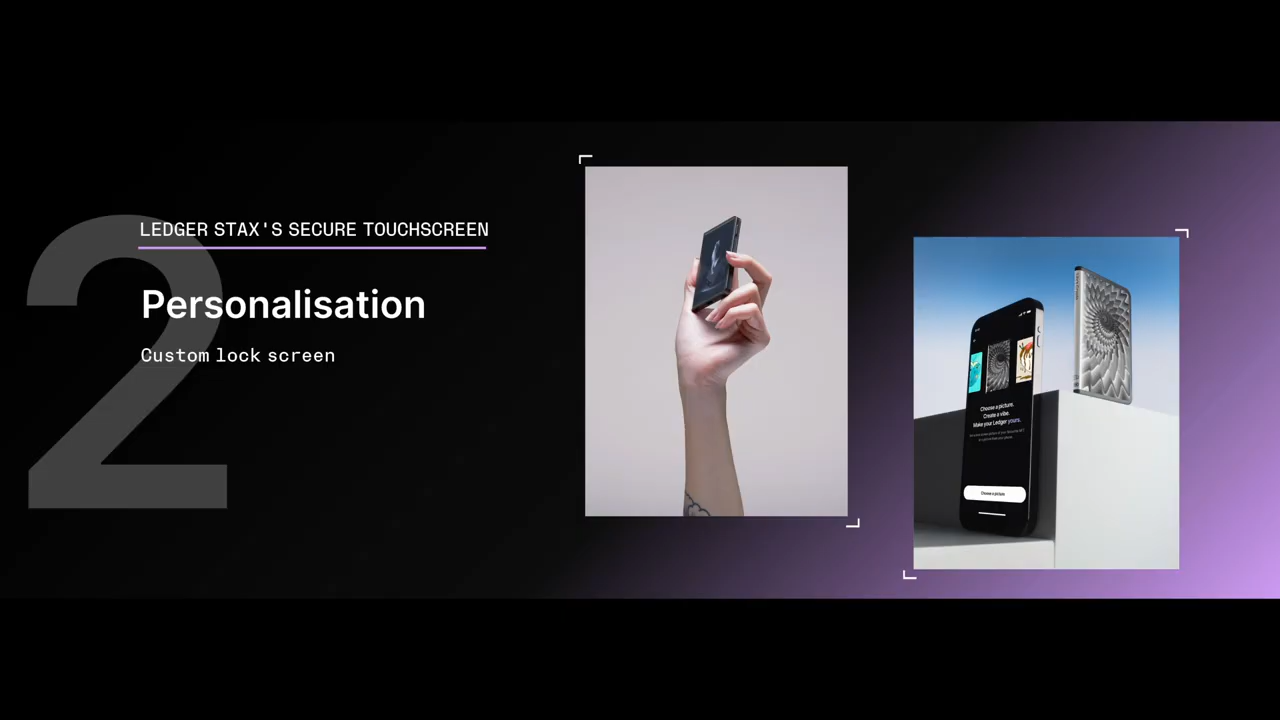 2
LEDGER STAX'S SECURE TOUCHSCREEN
Personalisation
Custom lock screen
Choose a picture.
Create a vibe.
Make your Ledger yours.
Choose a picture